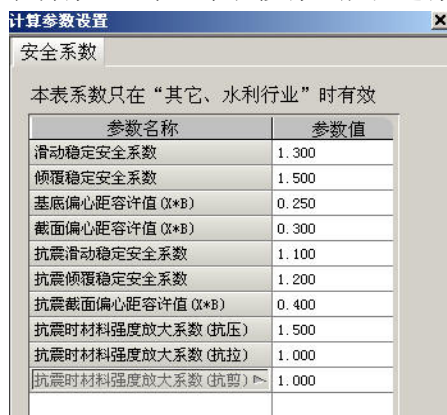 计算参数设置
安全系数
本表系数只在“其它、水利行业”时有效
参数名称 参数值
滑动稳定安全系数 1.300
倾覆稳定安全系数 1.500
基底偏心距容许值(X*B) 0.250
截面偏心距容许值(X*B) 0.300
抗震滑动稳定安全系数 1.100
抗震倾覆稳定安全系数 1.200
抗震截面偏心距容许值(X*B) 0.400
抗震时材料强度放大系数(抗压) 1.500
抗震时材料强度放大系数(抗拉) 1.000
抗震时材料强度放大系数(抗剪) 1.000